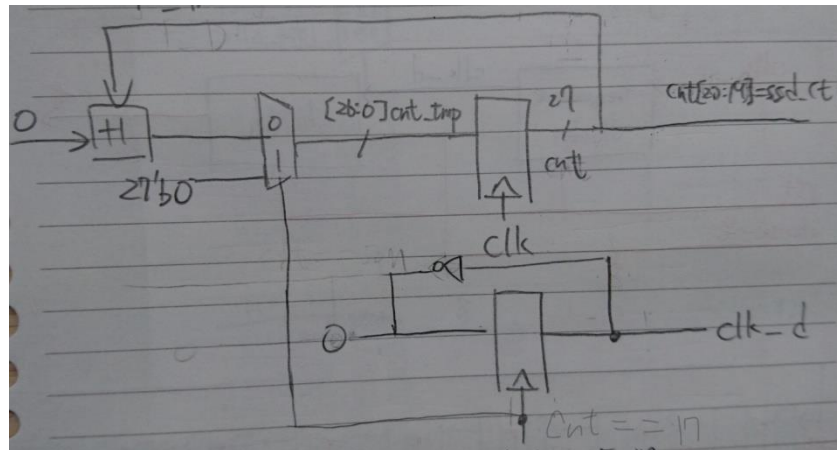 0
+1
0
1
27'b0
[26:0]cnt_tmp
27
cnt
cnt[20:19]=ssd_ct
clk
0
clk_d
Cnt==17